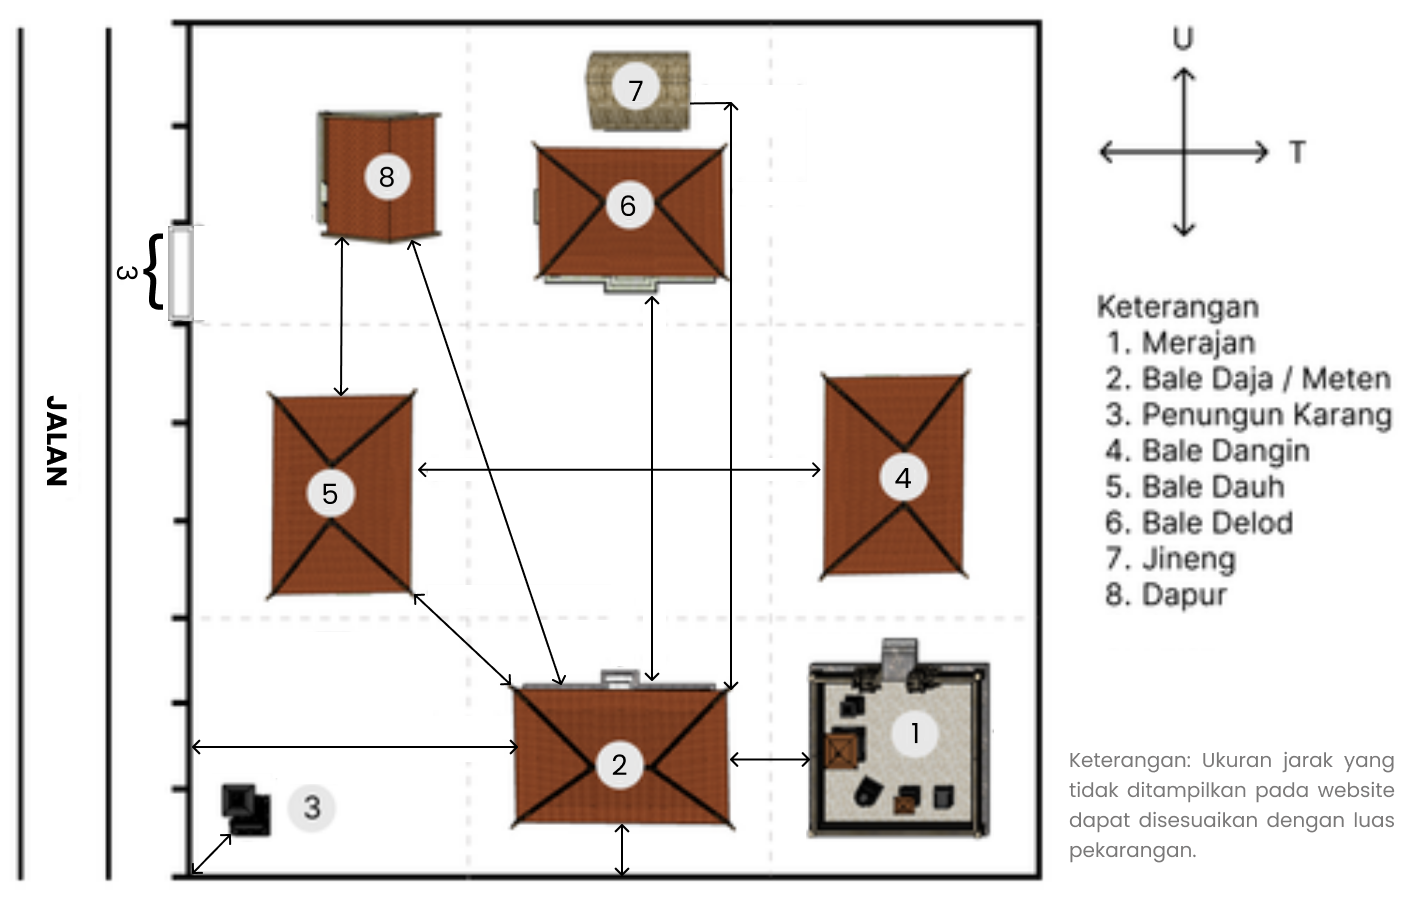 U
T
JALAN
3
7
8
6
5
4
2
1
3
Keterangan
1. Merajan
2. Bale Daja / Meten
3. Penungun Karang
4. Bale Dangin
5. Bale Dauh
6. Bale Delod
7. Jineng
8. Dapur
Keterangan: Ukuran jarak yang
tidak ditampilkan pada website
dapat disesuaikan dengan luas
pekarangan.